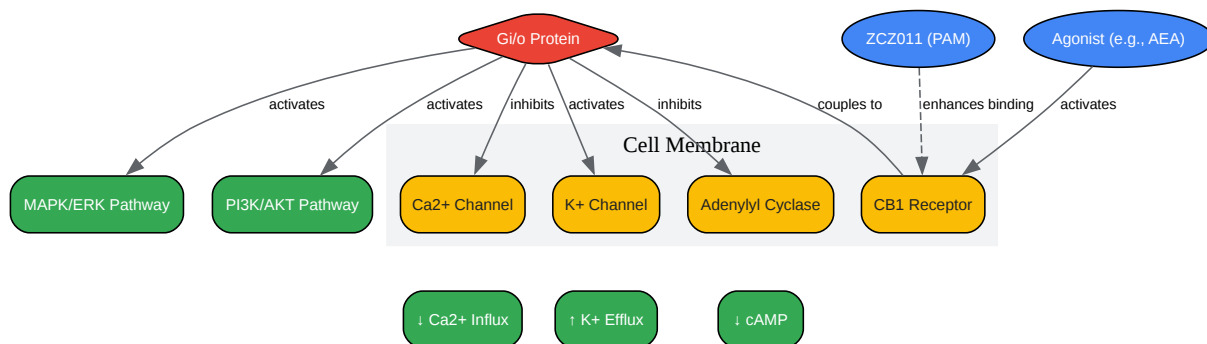 Gi/o Protein
ZCZ011 (PAM)
Agonist (e.g., AEA)
activates
activates
inhibits
activates
inhibits
couples to
enhances binding
activates
Cell Membrane
MAPK/ERK Pathway
PI3K/AKT Pathway
Ca2+ Channel
K+ Channel
Adenylyl Cyclase
CB1 Receptor
↓ Ca2+ Influx
↑ K+ Efflux
↓ cAMP